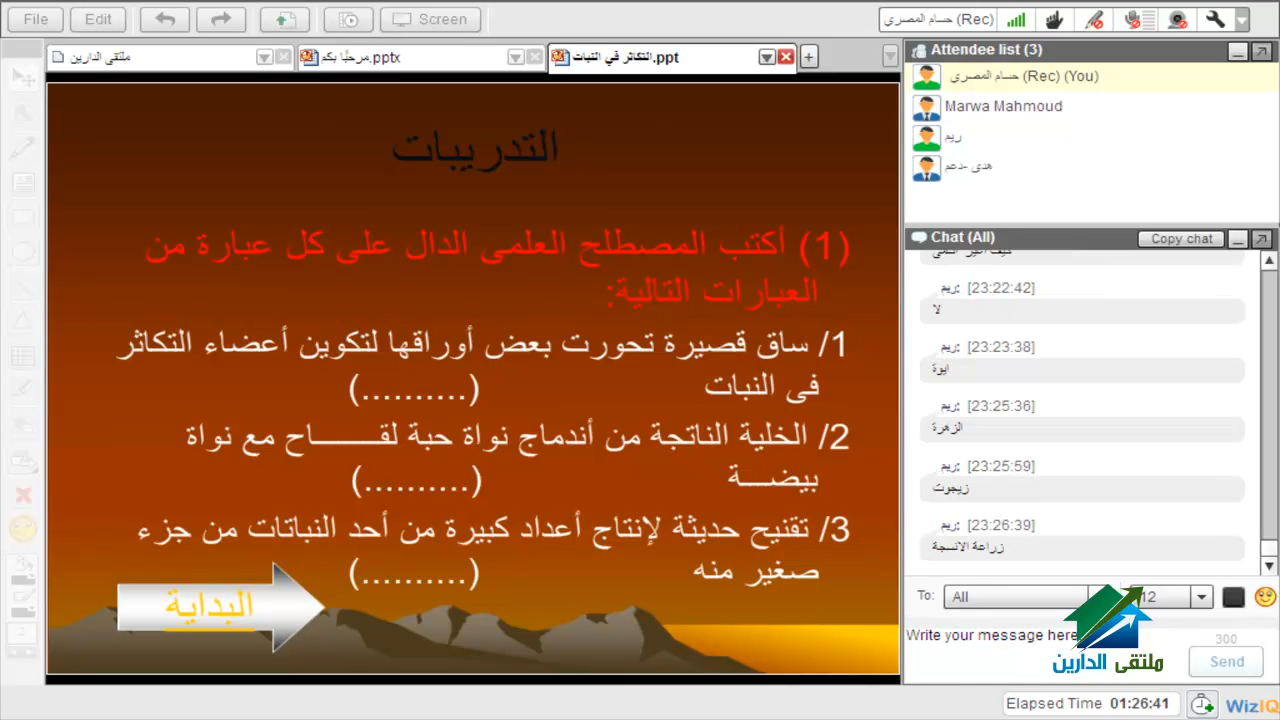 File
Edit
Screen
حسام المصري (Rec)
ملتقى الدارين
مرحبًا بكم.pptx
التكاثر في النبات.ppt
التدريبات
(1) أكتب المصطلح العلمى الدال على كل عبارة من
العبارات التالية:
1/ ساق قصيرة تحورت بعض أوراقها لتكوين أعضاء التكاثر
فى النبات (..........)
2/ الخلية الناتجة من أندماج نواة حبة لقـــــــاح مع نواة
بيضــــة (..........)
3/ تقنيح حديثة لإنتاج أعداد كبيرة من أحد النباتات من جزء
صغير منه (..........)
البداية
Attendee list (3)
حسام المصري (Rec) (You)
Marwa Mahmoud
ريم
هدى -دعم
Chat (All)
Copy chat
ريم: [23:22:42]
لا
ريم: [23:23:38]
ايوة
ريم: [23:25:36]
الزهرة
ريم: [23:25:59]
زيجوت
ريم: [23:26:39]
زراعة الانسجة
To:
All
12
Write your message here
300
Send
ملتقى الدارين
Elapsed Time 01:26:41
WizIQ